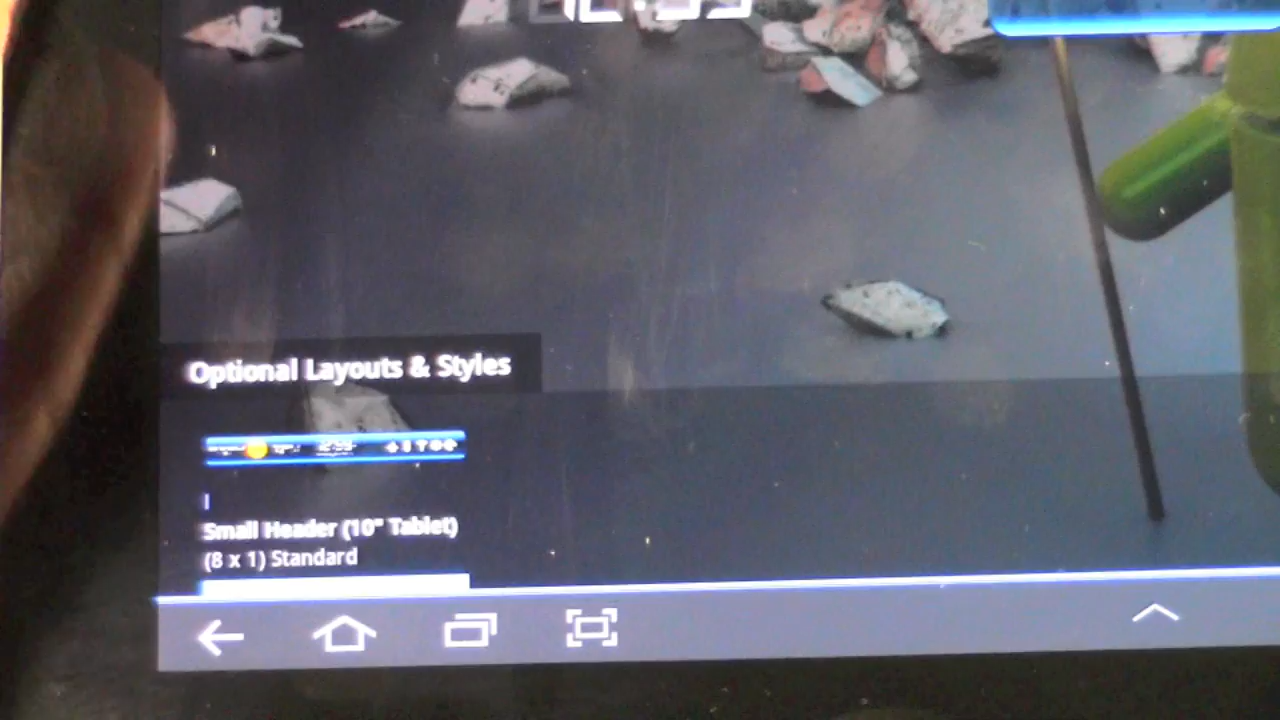 Optional Layouts & Styles
Small Header (10" Tablet)
(8 x 1) Standard